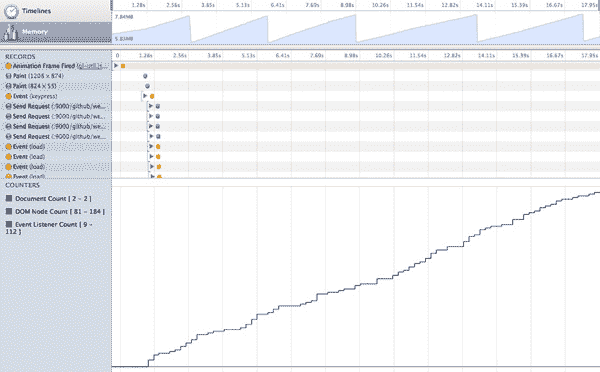 Timelines
1.28s 2.56s 3.85s 5.13s 6.41s 7.69s 8.98s 10.26s 11.54s 12.82s 14.11s 15.39s 16.67s 17.95s
7.84MB
Memory
5.03MB
RECORDS
0 1.28s 2.56s 3.85s 5.13s 6.41s 7.69s 8.98s 10.26s 11.54s 12.82s 14.11s 15.39s 16.67s 17.95s
Animation Frame Fired
Paint (1208 × 874)
Paint (824 × 55)
Event (keypress)
Send Request (:9000/github/we...
Send Request (:9000/github/we...
Send Request (:9000/github/we...
Send Request (:9000/github/we...
Event (load)
Event (load)
Event (load)
Event (load)
COUNTERS
Document Count [ 2 – 2 ]
DOM Node Count [ 81 – 184 ]
Event Listener Count [ 9 –
112 ]